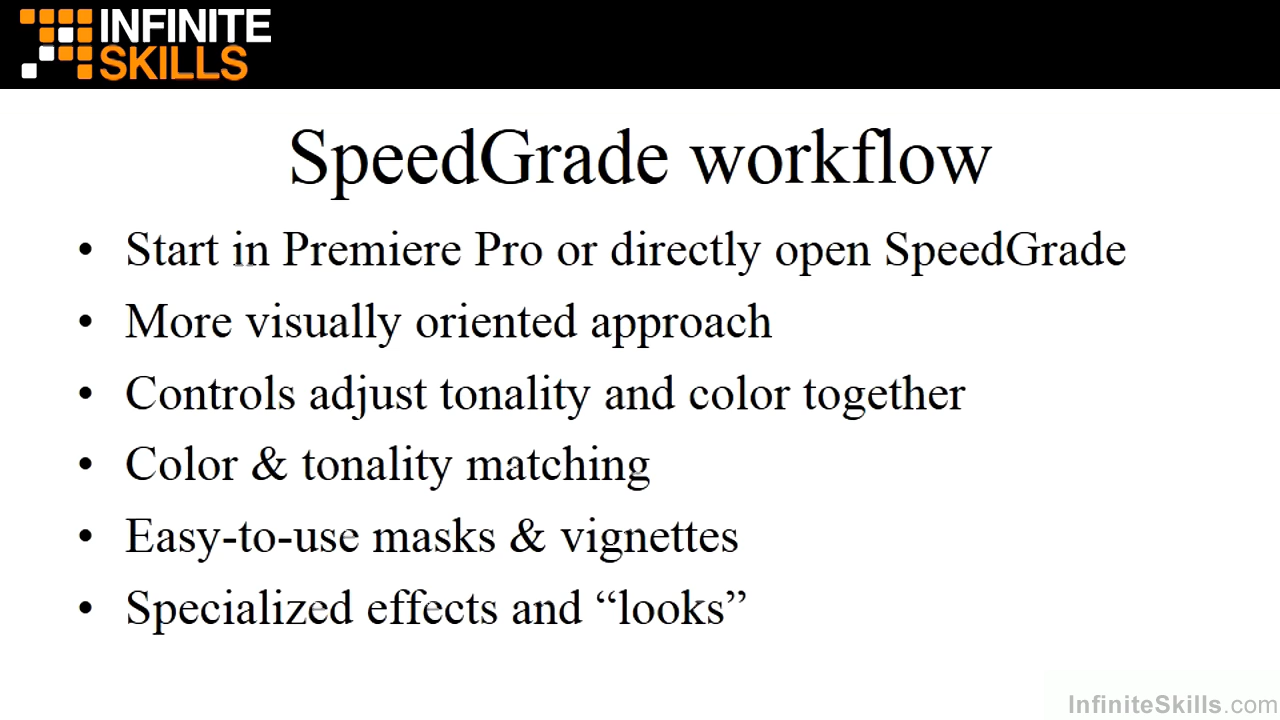 INFINITE
SKILLS
SpeedGrade workflow
• Start in Premiere Pro or directly open SpeedGrade
• More visually oriented approach
• Controls adjust tonality and color together
• Color & tonality matching
• Easy-to-use masks & vignettes
• Specialized effects and “looks”
InfiniteSkills.com